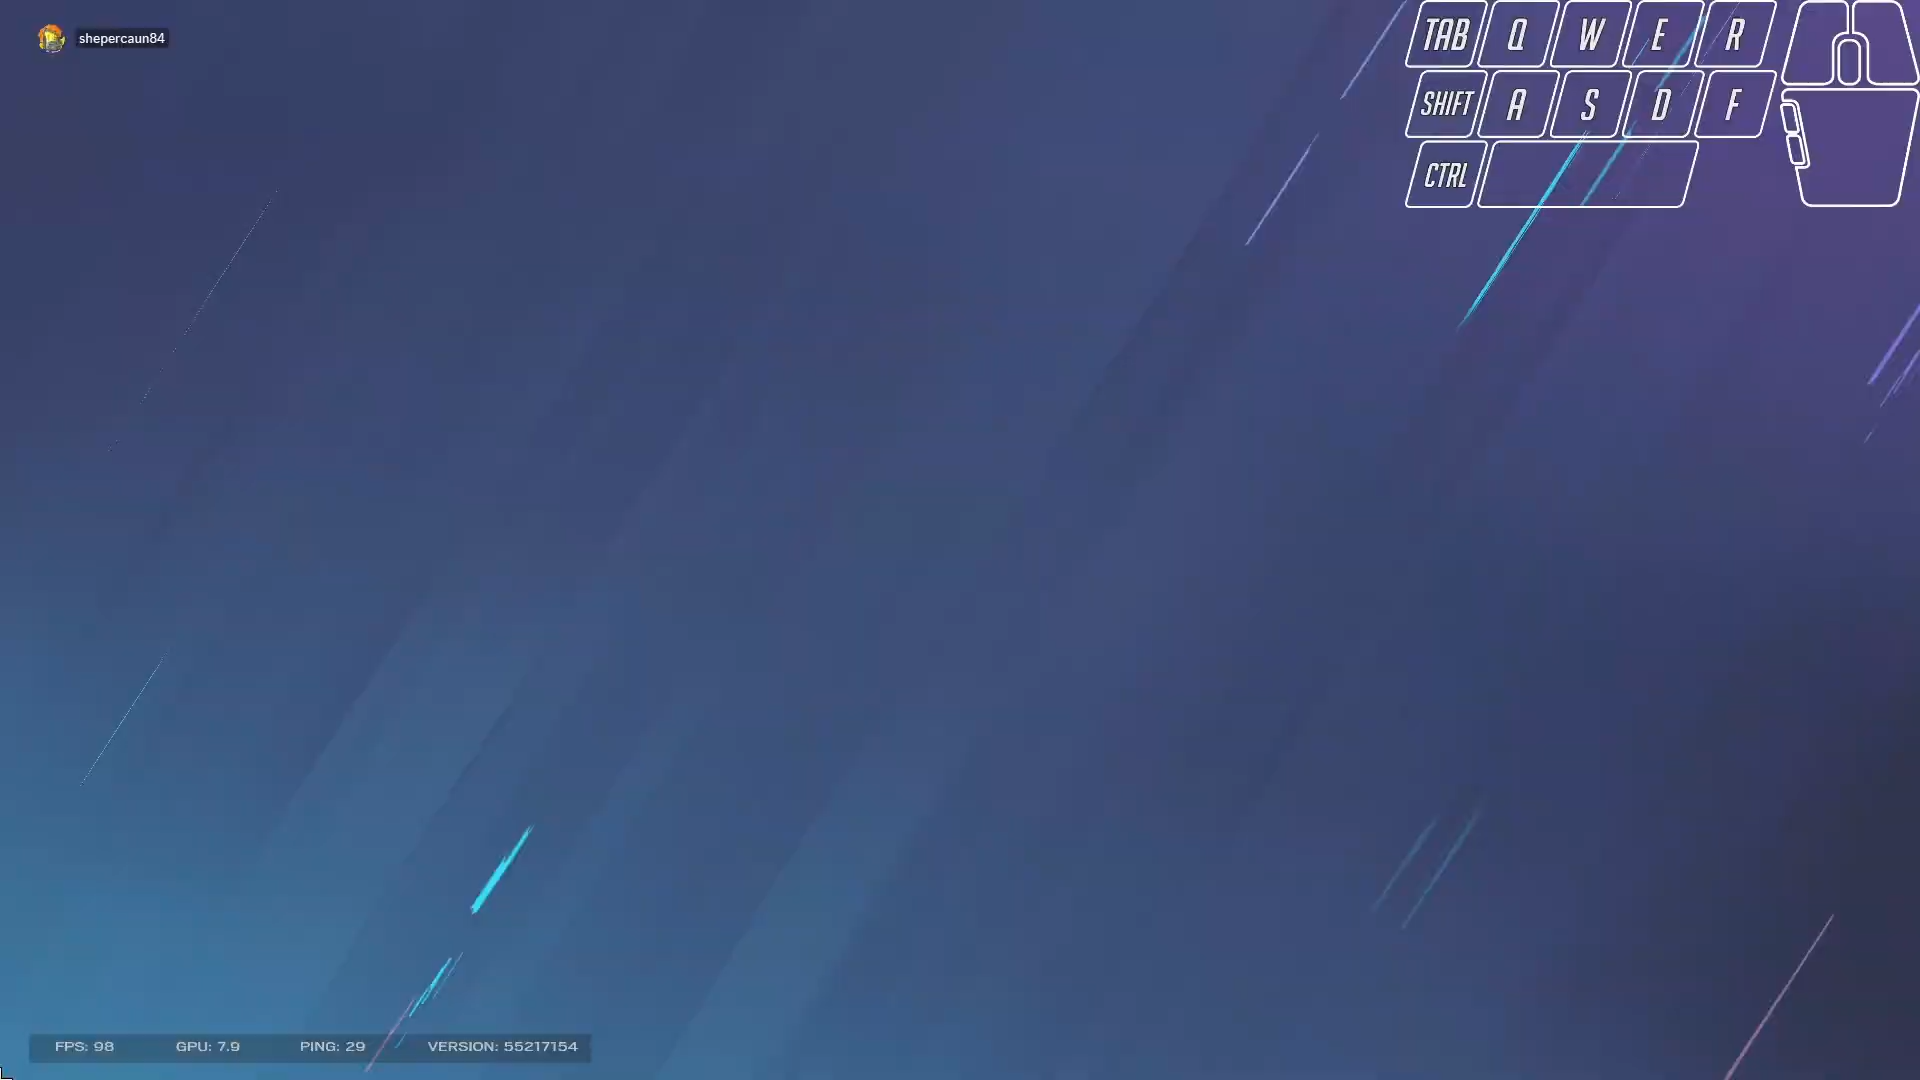 shepercaun84
TAB Q W E R
SHIFT A S D F
CTRL
FPS: 98 GPU: 7.9 PING: 29 VERSION: 55217154